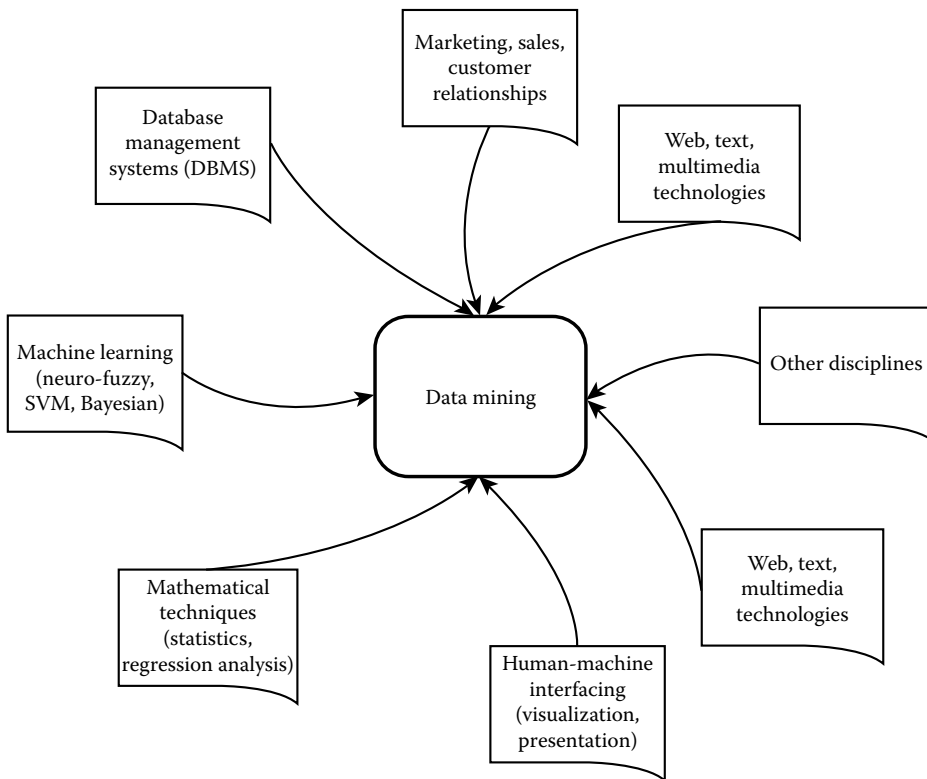 Marketing, sales,
customer
relationships
Database
management
systems (DBMS)
Web, text,
multimedia
technologies
Machine learning
(neuro-fuzzy,
SVM, Bayesian)
Data mining
Other disciplines
Mathematical
techniques
(statistics,
regression analysis)
Human-machine
interfacing
(visualization,
presentation)
Web, text,
multimedia
technologies